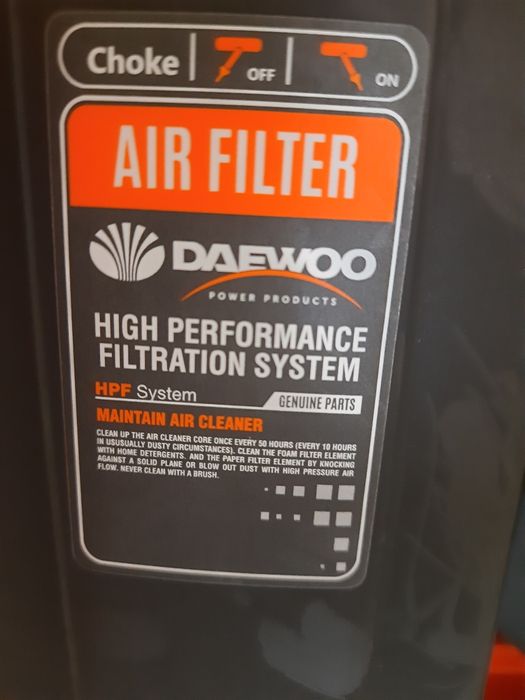 Choke | OFF | ON
AIR FILTER
DAEWOO
POWER PRODUCTS
HIGH PERFORMANCE
FILTRATION SYSTEM
HPF System
GENUINE PARTS
MAINTAIN AIR CLEANER
CLEAN UP THE AIR CLEANER CORE ONCE EVERY 50 HOURS (EVERY 10 HOURS
IN USUSUALLY DUSTY CIRCUMSTANCES). CLEAN THE FOAM FILTER ELEMENT
WITH HOME DETERGENTS. AND THE PAPER FILTER ELEMENT BY KNOCKING
AGAINST A SOLID PLANE OR BLOW OUT DUST WITH HIGH PRESSURE AIR
FLOW. NEVER CLEAN WITH A BRUSH.